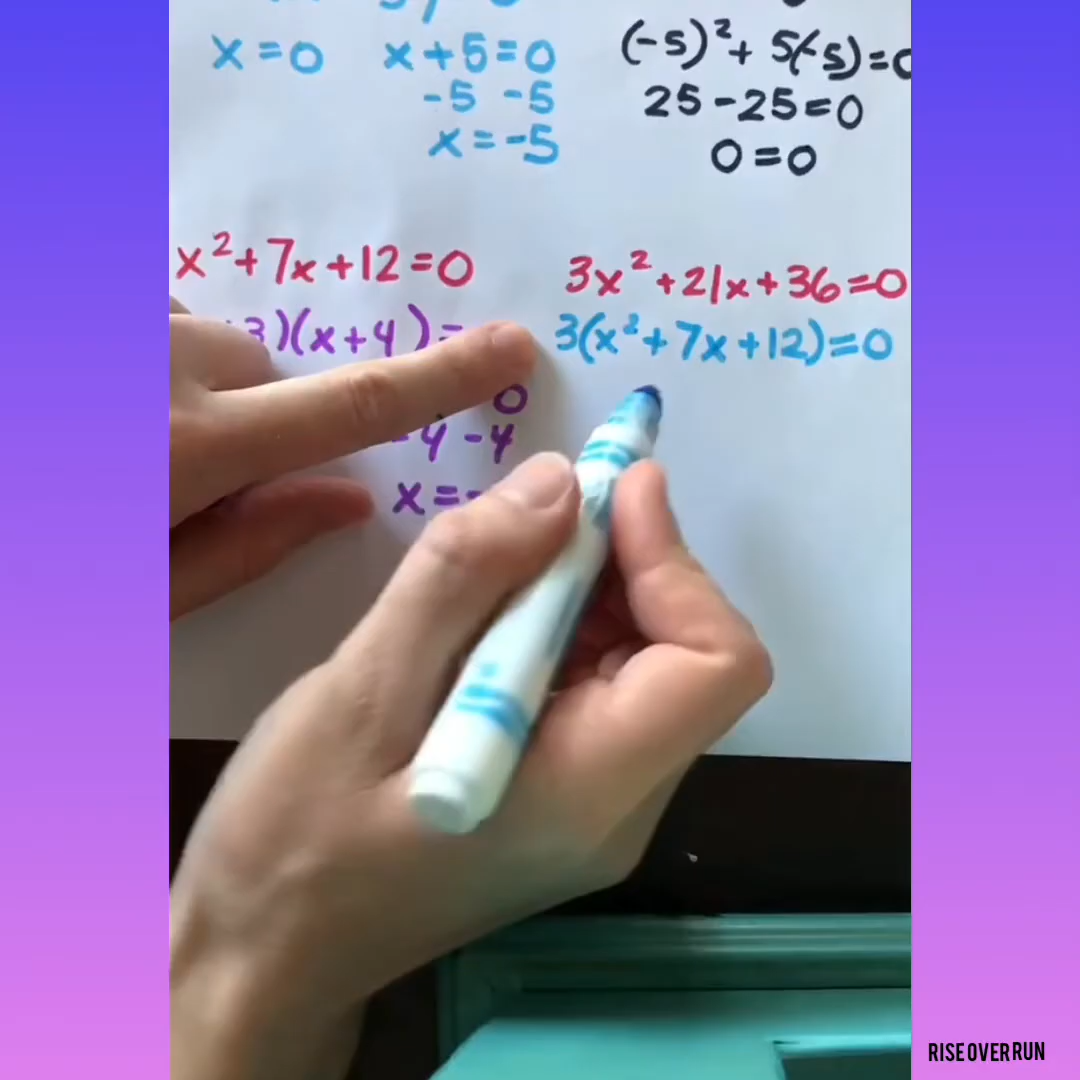 x = 0
x + 5 = 0
-5 -5
x = -5
(-5)² + 5(-5) = 0
25 - 25 = 0
0 = 0
x² + 7x + 12 = 0
3)(x + 4) =
0
-4 -4
x = -
3x² + 21x + 36 = 0
3(x² + 7x + 12) = 0
RISE OVER RUN